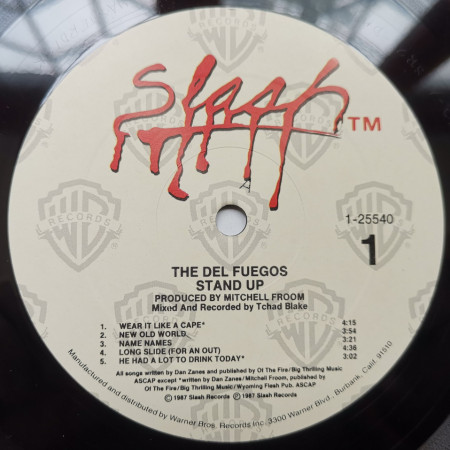 Slash TM
A
1-25540
1
THE DEL FUEGOS
STAND UP
PRODUCED BY MITCHELL FROOM
Mixed and Recorded by Tchad Blake
1. WEAR IT LIKE A CAPE* 4:15
2. NEW OLD WORLD 3:54
3. NAME NAMES 3:21
4. LONG SLIDE (FOR AN OUT) 4:36
5. HE HAD A LOT TO DRINK TODAY* 3:02
All songs written by Dan Zanes and published by Of The Fire/Big Thrilling Music
ASCAP except *written by Dan Zanes/Mitchell Froom, published by
Of The Fire/Big Thrilling Music/Wyoming Flesh Pub. ASCAP
© 1987 Slash Records ℗ 1987 Slash Records
Manufactured and distributed by Warner Bros. Records Inc. 3300 Warner Blvd., Burbank, Calif. 91510
WB
RECORDS